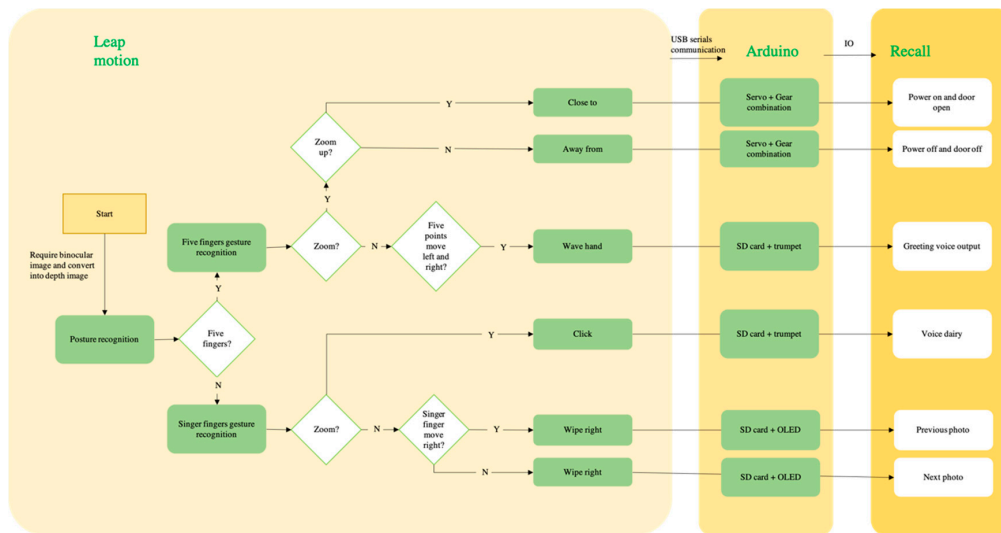 Leap
motion
USB serials
communication
Arduino
IO
Recall
Y
Close to
Servo + Gear
combination
Power on and door
open
Zoom
up?
N
Away from
Servo + Gear
combination
Power off and door off
Y
Start
Five fingers gesture
recognition
Zoom?
N
Five
points
move
left and
right?
Y
Wave hand
SD card + trumpet
Greeting voice output
Require binocular
image and convert
into depth image
Y
Posture recognition
Five
fingers?
Y
Click
SD card + trumpet
Voice dairy
N
Singer fingers gesture
recognition
Zoom?
N
Singer
finger
move
right?
Y
Wipe right
SD card + OLED
Previous photo
N
Wipe right
SD card + OLED
Next photo